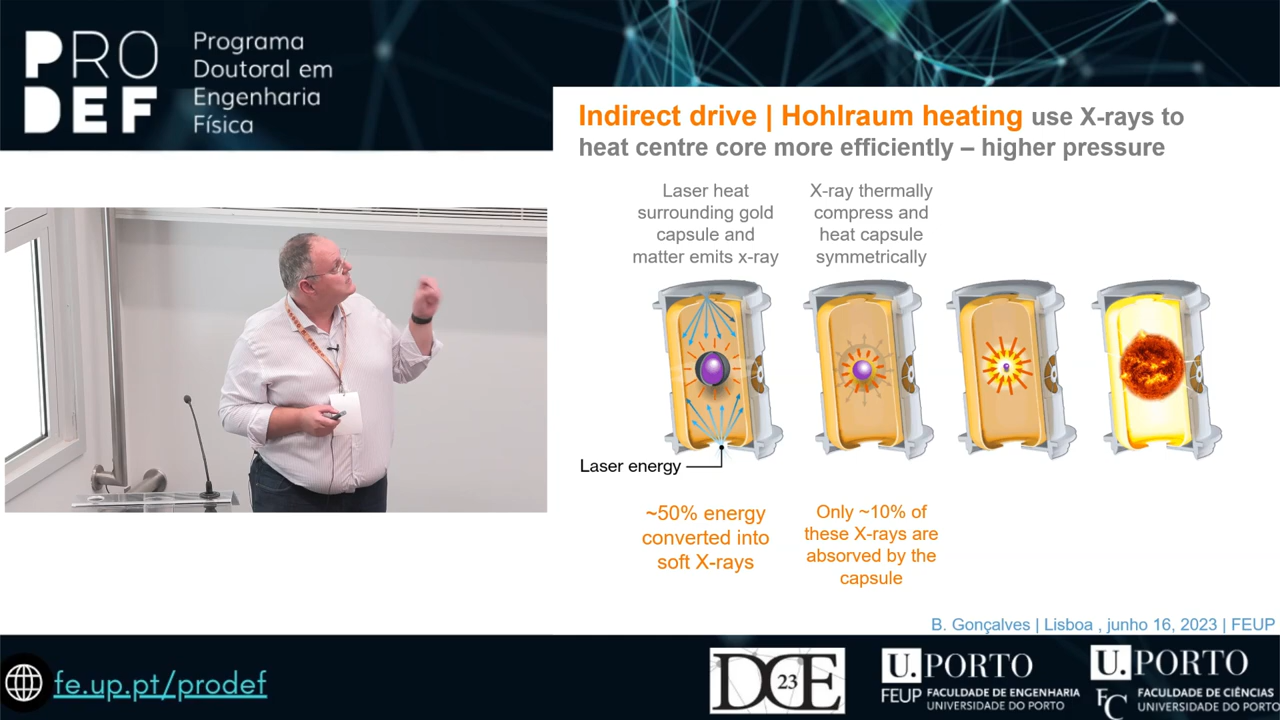 PRO
DEF
Programa
Doutoral em
Engenharia
Física
Indirect drive | Hohlraum heating use X-rays to
heat centre core more efficiently – higher pressure
Laser heat
surrounding gold
capsule and
matter emits x-ray
X-ray thermally
compress and
heat capsule
symmetrically
Laser energy
~50% energy
converted into
soft X-rays
Only ~10% of
these X-rays are
absorved by the
capsule
B. Gonçalves | Lisboa , junho 16, 2023 | FEUP
fe.up.pt/prodef
DCE
23
U.PORTO
FEUP FACULDADE DE ENGENHARIA
UNIVERSIDADE DO PORTO
U.PORTO
FC FACULDADE DE CIÊNCIAS
UNIVERSIDADE DO PORTO